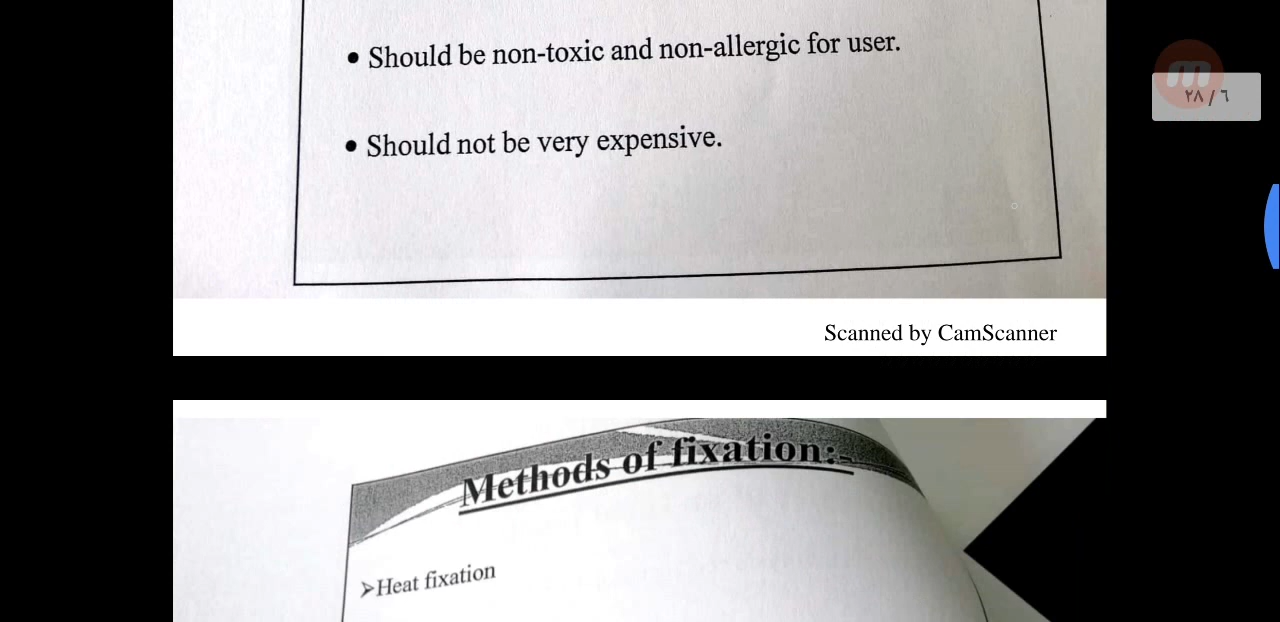 • Should be non-toxic and non-allergic for user.
• Should not be very expensive.
m
٢٨ / ٦
Scanned by CamScanner
Methods of fixation:-
➢Heat fixation